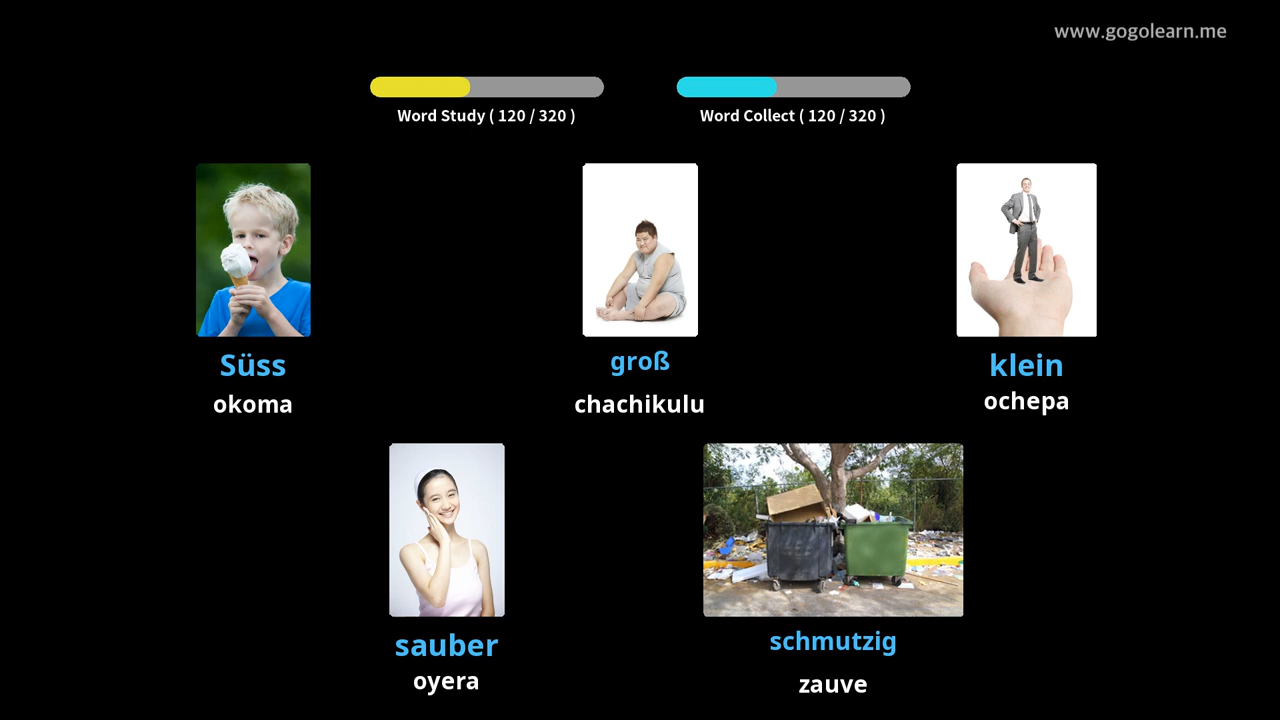 www.gogolearn.me
Word Study ( 120 / 320 )
Word Collect ( 120 / 320 )
Süss
groß
klein
okoma
chachikulu
ochepa
sauber
schmutzig
oyera
zauve